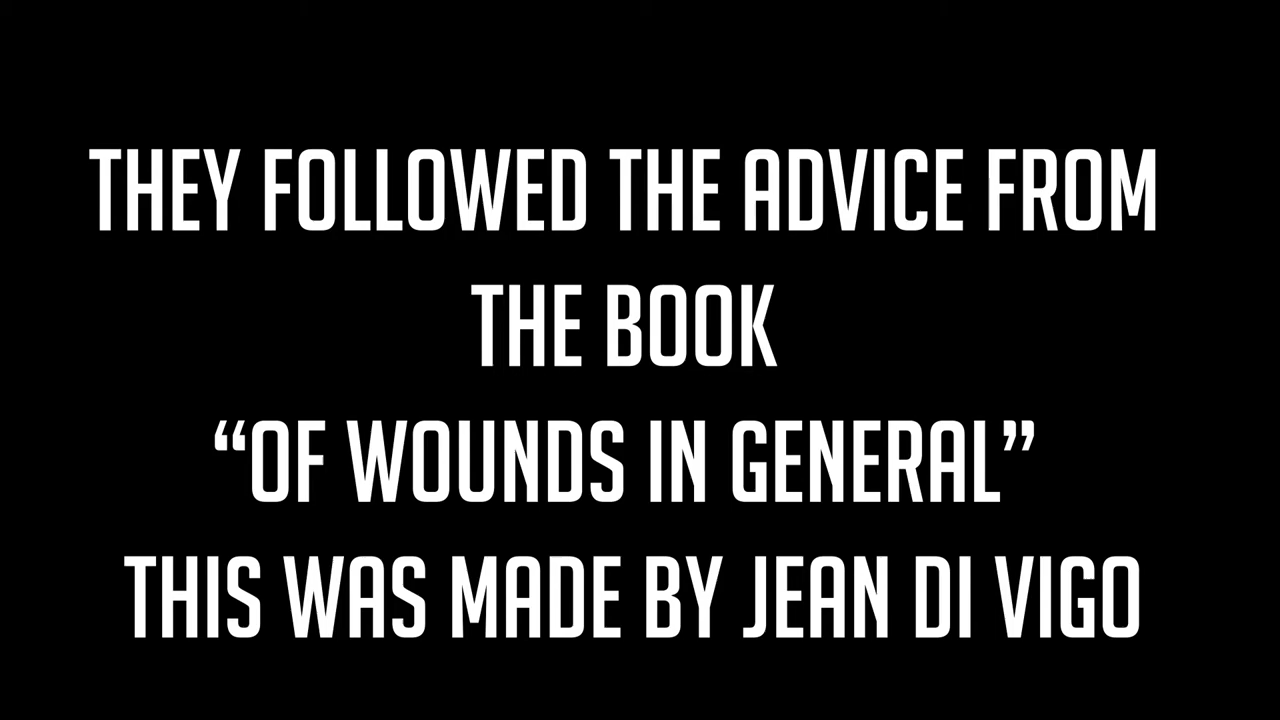 THEY FOLLOWED THE ADVICE FROM
THE BOOK
“OF WOUNDS IN GENERAL”
THIS WAS MADE BY JEAN DI VIGO